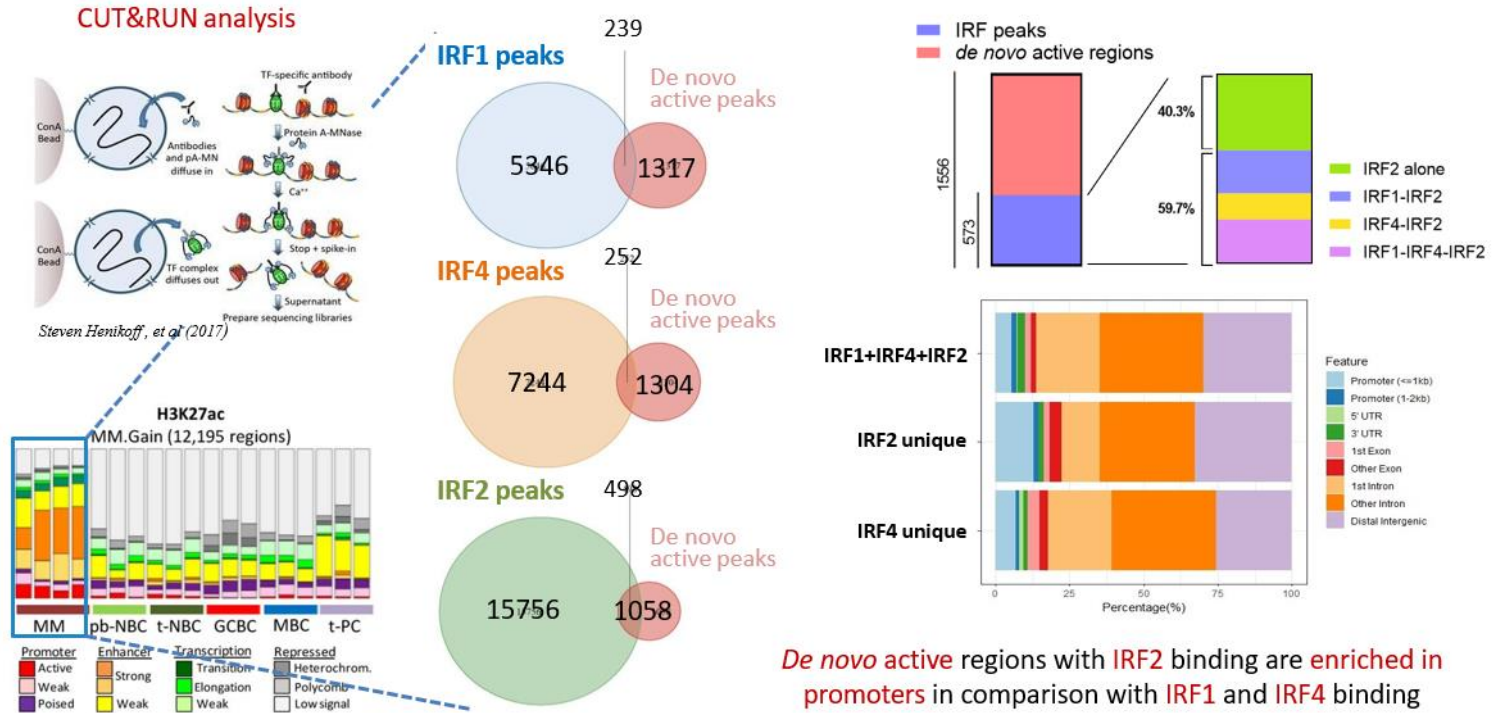 CUT&RUN analysis
TF-specific antibody
ConA
Bead
Antibodies
and pA-MN
diffuse in
Protein A-MNase
Ca⁺⁺
ConA
Bead
TF complex
diffuses out
Stop + spike-in
Supernatant
Prepare sequencing libraries
Steven Henikoff, et al (2017)
H3K27ac
MM.Gain (12,195 regions)
MM
pb-NBC
t-NBC
GCBC
MBC
t-PC
Promoter
Active
Weak
Poised
Enhancer
Strong
Weak
Transcription
Transition
Elongation
Weak
Repressed
Heterochrom.
Polycomb
Low signal
IRF1 peaks
239
De novo
active peaks
5346
1317
IRF4 peaks
252
De novo
active peaks
7244
1304
IRF2 peaks
498
De novo
active peaks
15756
1058
IRF peaks
de novo active regions
1556
573
40.3%
59.7%
IRF2 alone
IRF1-IRF2
IRF4-IRF2
IRF1-IRF4-IRF2
IRF1+IRF4+IRF2
IRF2 unique
IRF4 unique
0
25
50
75
100
Percentage(%)
Feature
Promoter (<=1kb)
Promoter (1-2kb)
5' UTR
3' UTR
1st Exon
Other Exon
1st Intron
Other Intron
Distal Intergenic
De novo active regions with IRF2 binding are enriched in
promoters in comparison with IRF1 and IRF4 binding